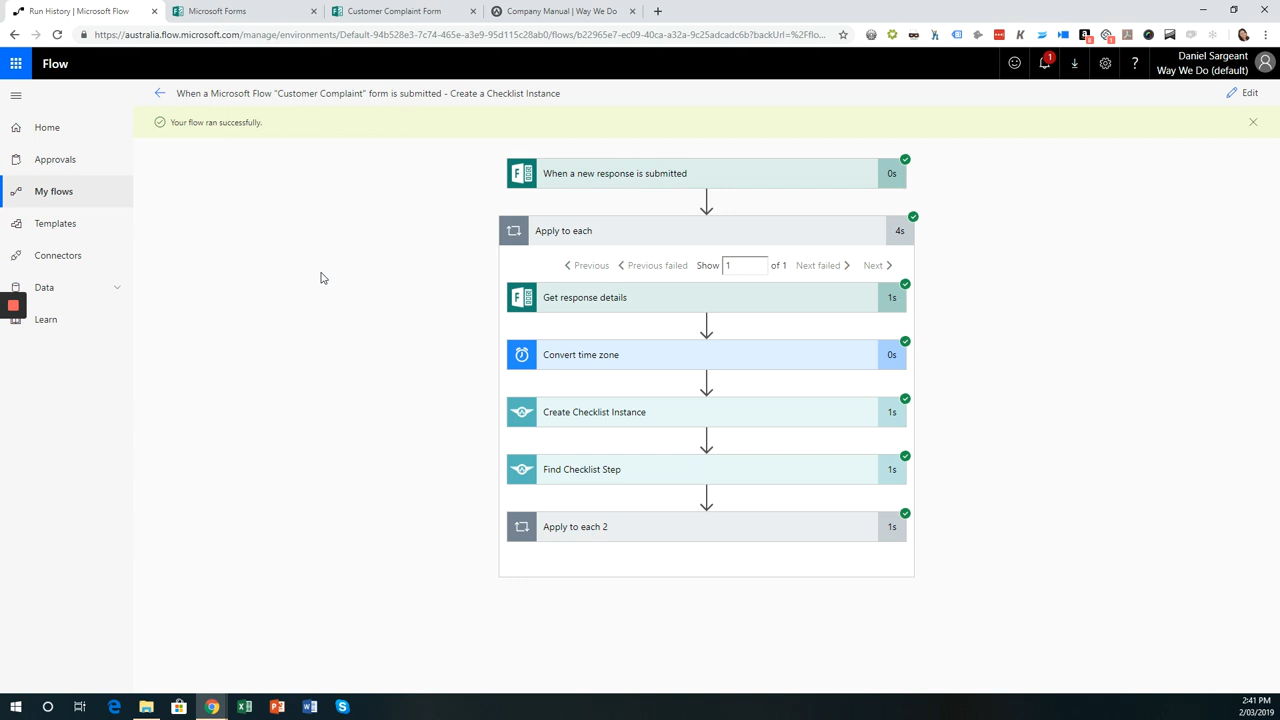 Run History | Microsoft Flow
Microsoft Forms
Customer Complaint Form
Company Manual | Way We Do
https://australia.flow.microsoft.com/manage/environments/Default-94b528e3-7c74-465e-a3e9-95d115c28ab0/flows/b22965e7-ec09-40ca-a32a-9c25adcada5b?backUrl=%2Fflo...
Flow
1
Daniel Sargeant
Way We Do (default)
When a Microsoft Flow "Customer Complaint" form is submitted - Create a Checklist Instance
Edit
Your flow ran successfully.
Home
Approvals
My flows
Templates
Connectors
Data
Learn
When a new response is submitted
0s
Apply to each
4s
Previous
Previous failed
Show
1
of 1
Next failed
Next
Get response details
1s
Convert time zone
0s
Create Checklist Instance
1s
Find Checklist Step
1s
Apply to each 2
1s
2:41 PM
2/03/2019